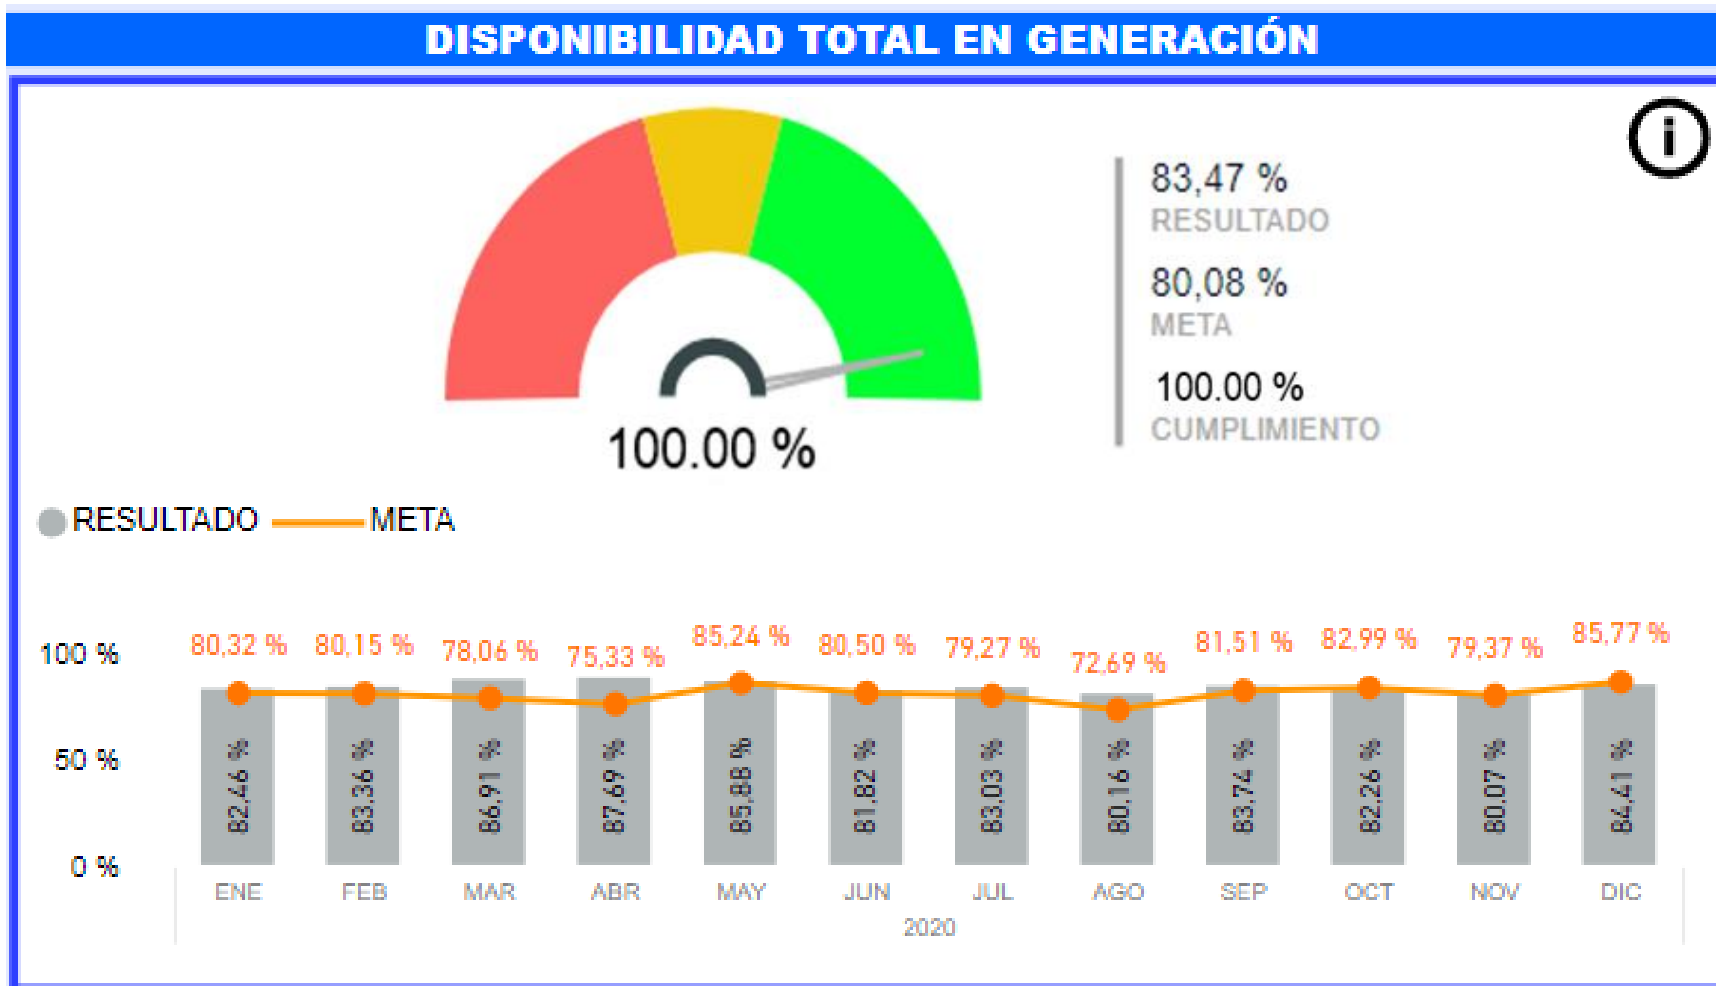 DISPONIBILIDAD TOTAL EN GENERACIÓN
i
83,47 %
RESULTADO
80,08 %
META
100.00 %
CUMPLIMIENTO
100.00 %
RESULTADO META
100 %
50 %
0 %
80,32 % 80,15 % 78,06 % 75,33 % 85,24 % 80,50 % 79,27 % 72,69 % 81,51 % 82,99 % 79,37 % 85,77 %
82,46 % 83,36 % 86,91 % 87,69 % 85,88 % 81,82 % 83,03 % 80,16 % 83,74 % 82,26 % 80,07 % 84,41 %
ENE FEB MAR ABR MAY JUN JUL AGO SEP OCT NOV DIC
2020